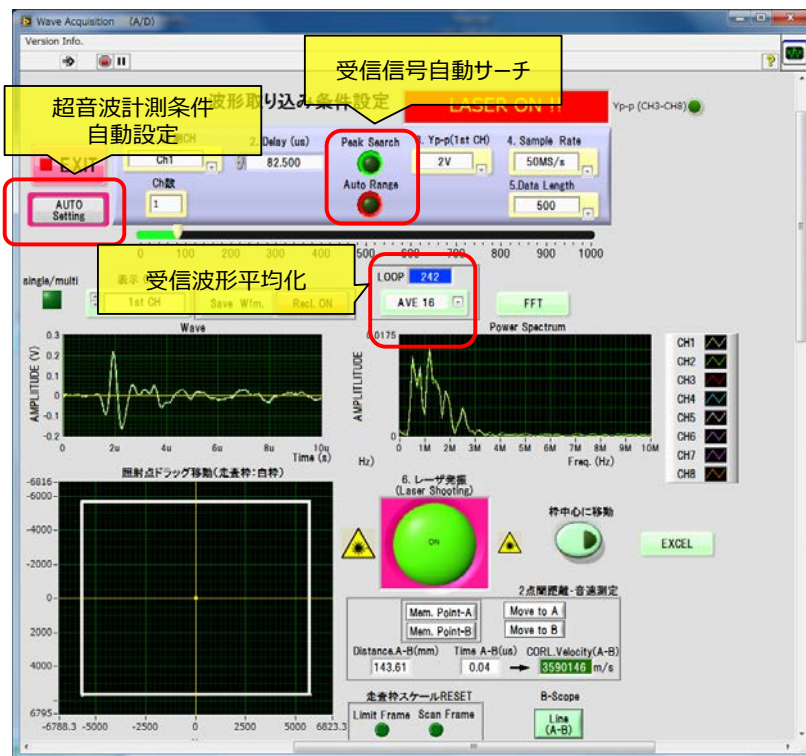 Wave Acquisition (A/D)
Version Info.
受信信号自動サーチ
超音波計測条件
自動設定
波形取り込み条件設定
LASER ON !!
Yp-p (CH3-CH8)
EXIT
2. Delay (us)
Peak Search
Yp-p(1st CH)
4. Sample Rate
Ch1
82.500
2V
50MS/s
Ch数
Auto Range
5.Data Length
1
500
AUTO
Setting
0 100 200 300 400 500 600 700 800 900 1000
受信波形平均化
single/multi
表示
LOOP 242
1st CH
Save Wfm.
Recl. ON
AVE 16
FFT
Wave
Power Spectrum
AMPLIITUDE (V)
0.3
0.2
0.1
0
-0.1
-0.2
0 2u 4u 6u 8u 10u
Time (s)
AMPLITLITUDE
0.0175
0
0 1M 2M 3M 4M 5M 6M 7M 8M 9M 10M
Hz)
Freq. (Hz)
CH1
CH2
CH3
CH4
CH5
CH6
CH7
CH8
照射点ドラッグ移動(走査枠:白枠)
-6816
-6000
-4000
-2000
0
2000
4000
6795
-6788.3 -5000 -2500 0 2500 5000 6823.3
6. レーザ発振
(Laser Shooting)
ON
枠中心に移動
EXCEL
2点間距離-音速測定
Mem. Point-A
Move to A
Mem. Point-B
Move to B
Distance.A-B(mm)
Time A-B(us)
CORL.Velocity(A-B)
143.61
0.04
3590146 m/s
走査枠スケールRESET
B-Scope
Limit Frame
Scan Frame
Line
(A-B)